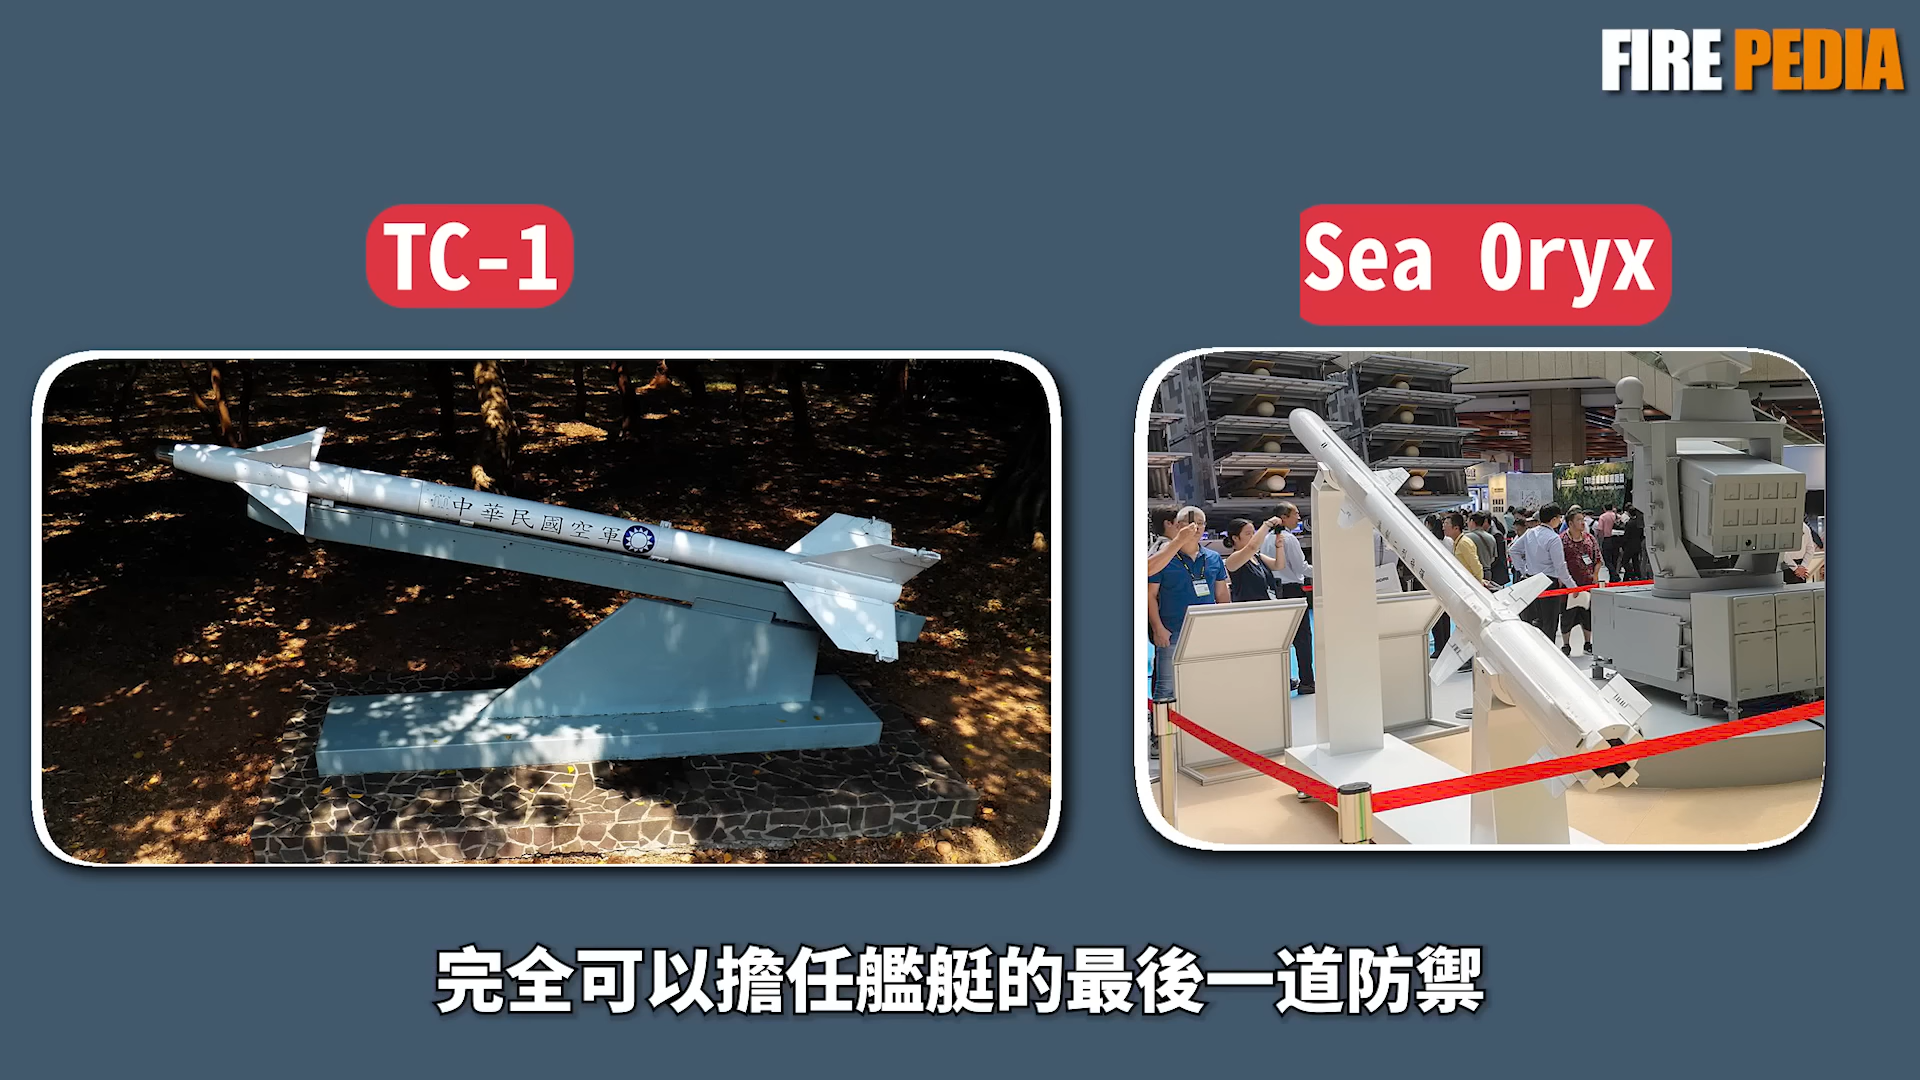 FIRE PEDIA
TC-1
Sea Oryx
中華民國空軍
完全可以擔任艦艇的最後一道防禦